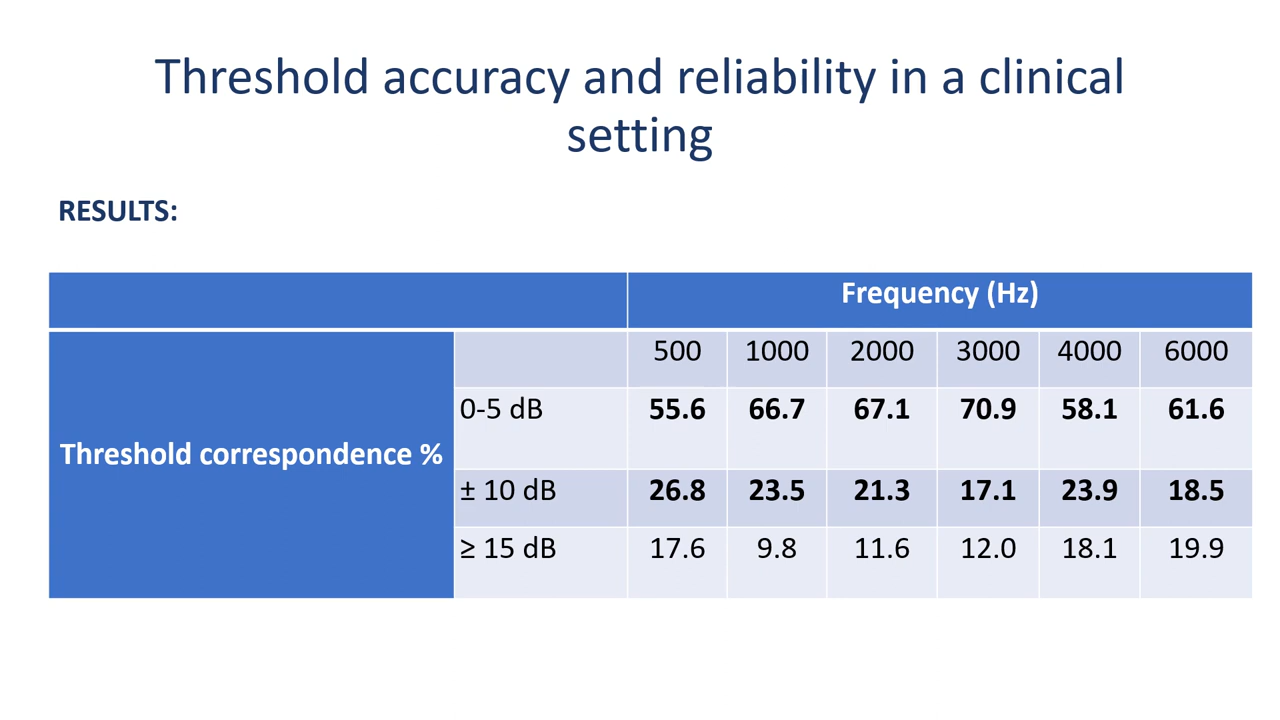 Threshold accuracy and reliability in a clinical
setting
RESULTS:
Frequency (Hz)
500 1000 2000 3000 4000 6000
0-5 dB 55.6 66.7 67.1 70.9 58.1 61.6
Threshold correspondence %
± 10 dB 26.8 23.5 21.3 17.1 23.9 18.5
≥ 15 dB 17.6 9.8 11.6 12.0 18.1 19.9